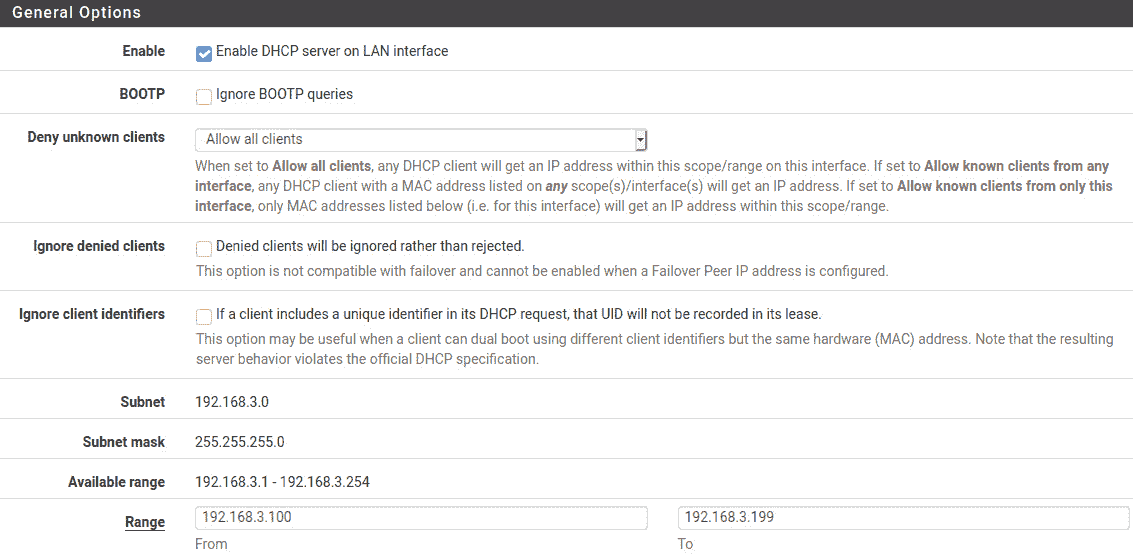 General Options
Enable Enable DHCP server on LAN interface
BOOTP Ignore BOOTP queries
Deny unknown clients Allow all clients
When set to Allow all clients, any DHCP client will get an IP address within this scope/range on this interface. If set to Allow known clients from any
interface, any DHCP client with a MAC address listed on any scope(s)/interface(s) will get an IP address. If set to Allow known clients from only this
interface, only MAC addresses listed below (i.e. for this interface) will get an IP address within this scope/range.
Ignore denied clients Denied clients will be ignored rather than rejected.
This option is not compatible with failover and cannot be enabled when a Failover Peer IP address is configured.
Ignore client identifiers If a client includes a unique identifier in its DHCP request, that UID will not be recorded in its lease.
This option may be useful when a client can dual boot using different client identifiers but the same hardware (MAC) address. Note that the resulting
server behavior violates the official DHCP specification.
Subnet 192.168.3.0
Subnet mask 255.255.255.0
Available range 192.168.3.1 - 192.168.3.254
Range 192.168.3.100 192.168.3.199
From To